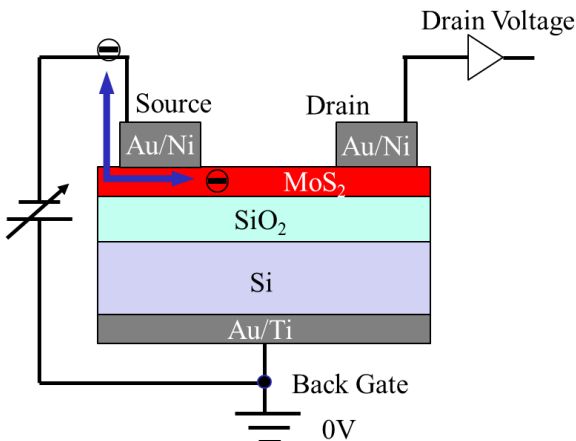 Drain Voltage
Source
Drain
Au/Ni
Au/Ni
MoS₂
SiO₂
Si
Au/Ti
Back Gate
0V